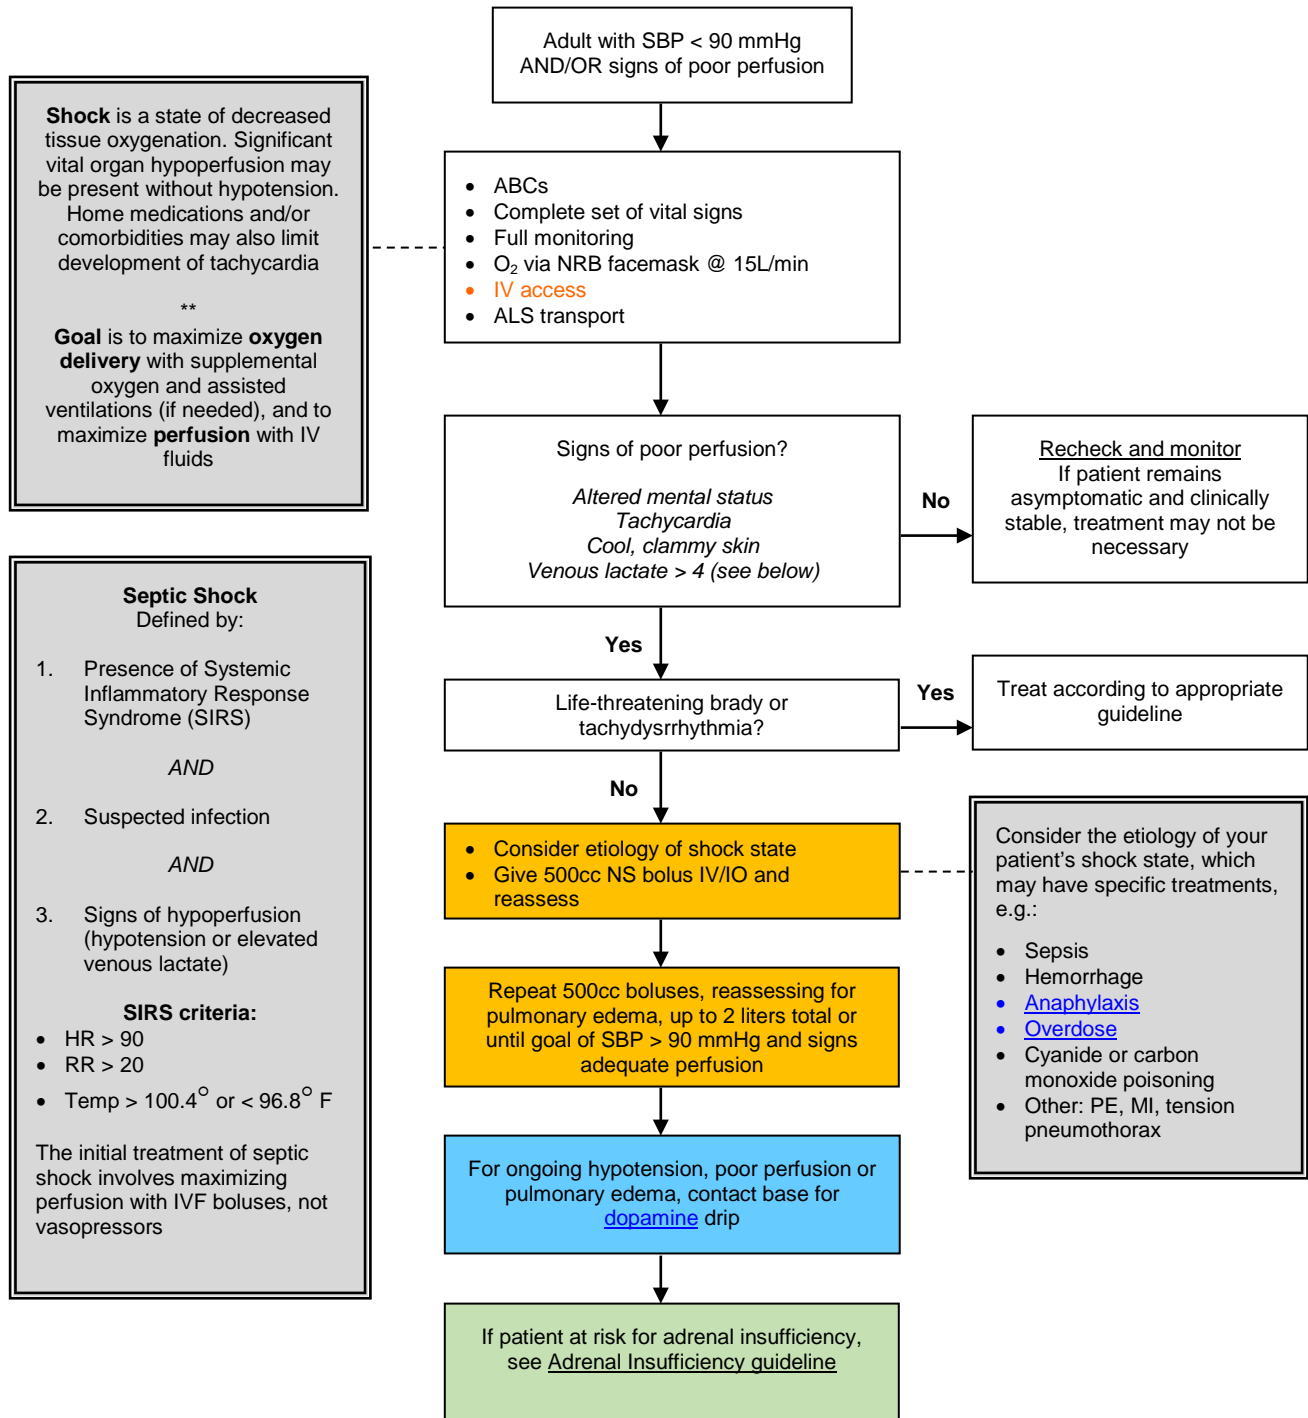 Adult with SBP < 90 mmHg
AND/OR signs of poor perfusion
Shock is a state of decreased
tissue oxygenation. Significant
vital organ hypoperfusion may
be present without hypotension.
Home medications and/or
comorbidities may also limit
development of tachycardia
**
Goal is to maximize oxygen
delivery with supplemental
oxygen and assisted
ventilations (if needed), and to
maximize perfusion with IV
fluids
• ABCs
• Complete set of vital signs
• Full monitoring
• O₂ via NRB facemask @ 15L/min
• IV access
• ALS transport
Signs of poor perfusion?
Altered mental status
Tachycardia
Cool, clammy skin
Venous lactate > 4 (see below)
No
Recheck and monitor
If patient remains
asymptomatic and clinically
stable, treatment may not be
necessary
Yes
Life-threatening brady or
tachydysrrhythmia?
Yes
Treat according to appropriate
guideline
No
Septic Shock
Defined by:
1. Presence of Systemic
Inflammatory Response
Syndrome (SIRS)
AND
2. Suspected infection
AND
3. Signs of hypoperfusion
(hypotension or elevated
venous lactate)
SIRS criteria:
• HR > 90
• RR > 20
• Temp > 100.4° or < 96.8° F
The initial treatment of septic
shock involves maximizing
perfusion with IVF boluses, not
vasopressors
• Consider etiology of shock state
• Give 500cc NS bolus IV/IO and
reassess
Consider the etiology of your
patient's shock state, which
may have specific treatments,
e.g.:
• Sepsis
• Hemorrhage
• Anaphylaxis
• Overdose
• Cyanide or carbon
monoxide poisoning
• Other: PE, MI, tension
pneumothorax
Repeat 500cc boluses, reassessing for
pulmonary edema, up to 2 liters total or
until goal of SBP > 90 mmHg and signs
adequate perfusion
For ongoing hypotension, poor perfusion or
pulmonary edema, contact base for
dopamine drip
If patient at risk for adrenal insufficiency,
see Adrenal Insufficiency guideline